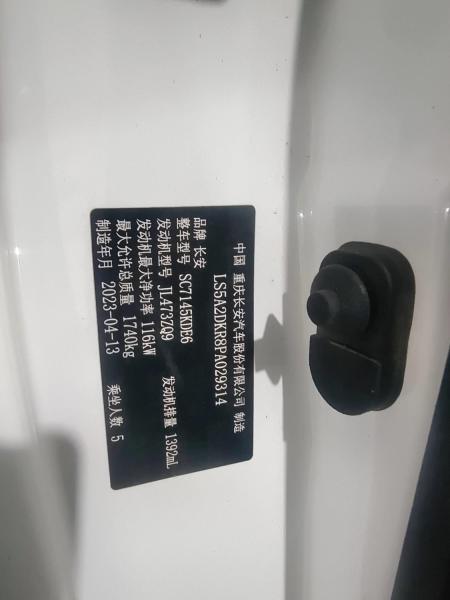 中国 重庆长安汽车股份有限公司 制造
LS5A2DKR8PA029314
品牌 长安
整车型号 SC7145KDE6
发动机型号 JL473ZQ9 发动机排量 1392mL
发动机最大净功率 116kW
最大允许总质量 1740kg
制造年月 2023-04-13 乘坐人数 5